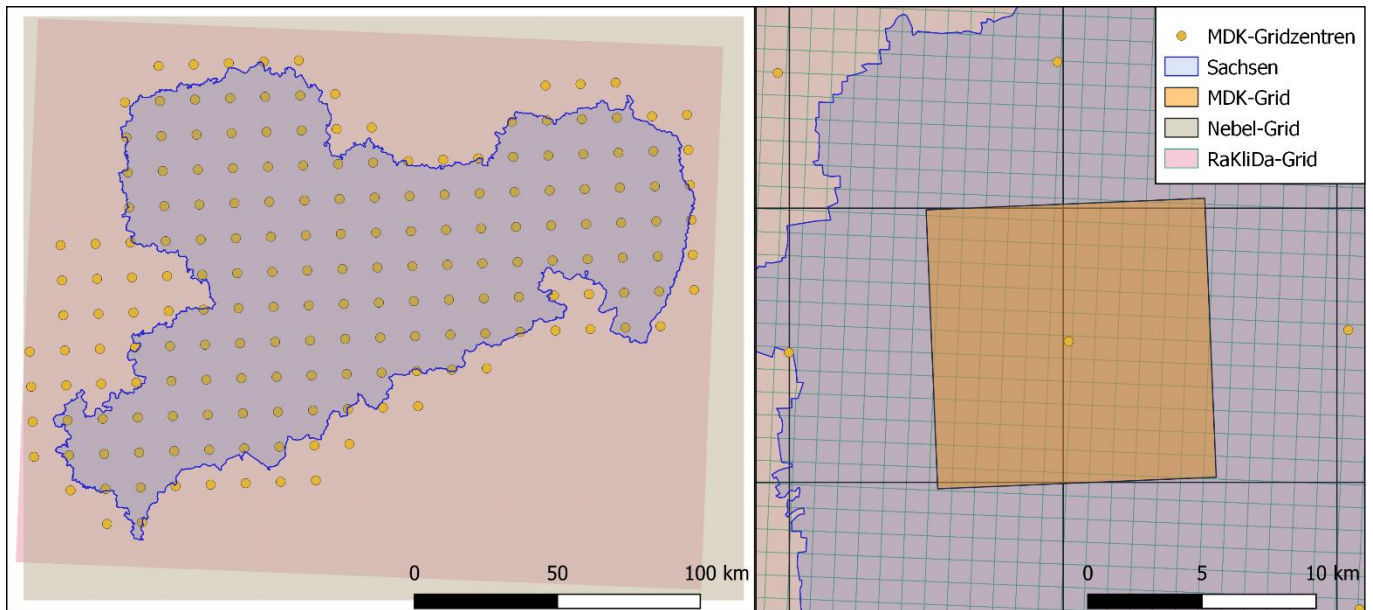 0 50 100 km
MDK-Gridzentren
Sachsen
MDK-Grid
Nebel-Grid
RaKliDa-Grid
0 5 10 km